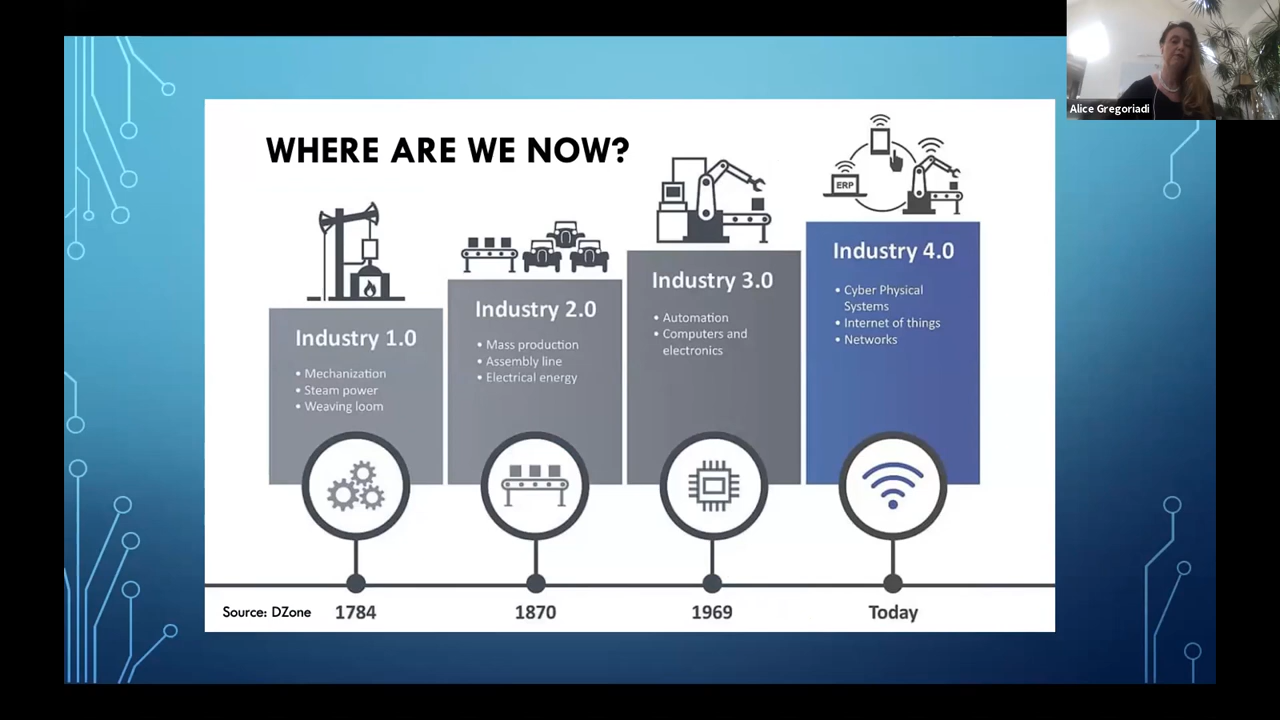 Alice Gregoriadi
WHERE ARE WE NOW?
ERP
Industry 1.0
• Mechanization
• Steam power
• Weaving loom
Industry 2.0
• Mass production
• Assembly line
• Electrical energy
Industry 3.0
• Automation
• Computers and
electronics
Industry 4.0
• Cyber Physical
Systems
• Internet of things
• Networks
Source: DZone
1784
1870
1969
Today